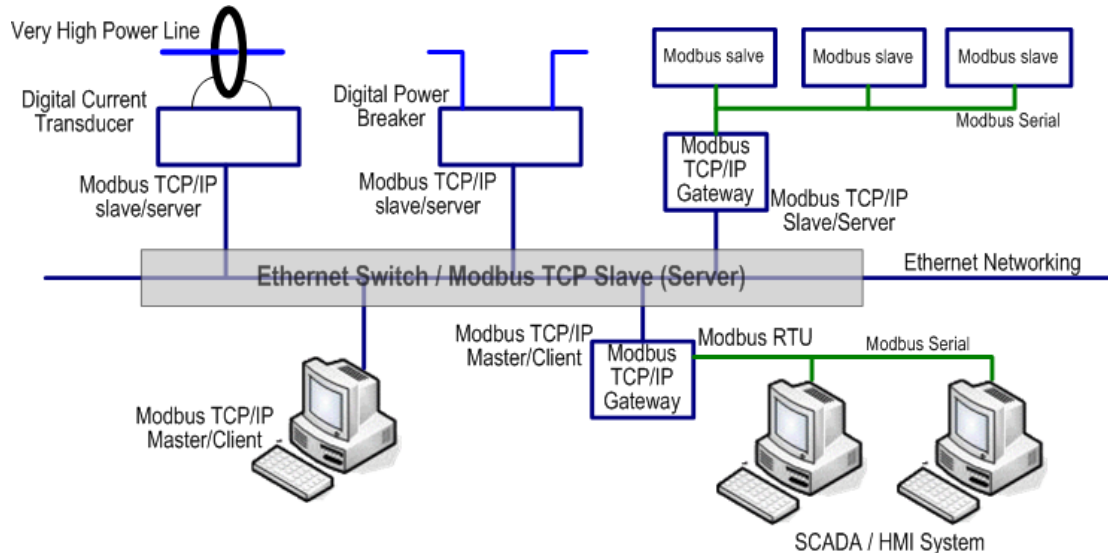 Very High Power Line
Digital Current
Transducer
Modbus TCP/IP
slave/server
Digital Power
Breaker
Modbus TCP/IP
slave/server
Modbus salve
Modbus slave
Modbus slave
Modbus Serial
Modbus
TCP/IP
Gateway
Modbus TCP/IP
Slave/Server
Ethernet Switch / Modbus TCP Slave (Server)
Ethernet Networking
Modbus TCP/IP
Master/Client
Modbus TCP/IP
Master/Client
Modbus
TCP/IP
Gateway
Modbus RTU
Modbus Serial
SCADA / HMI System